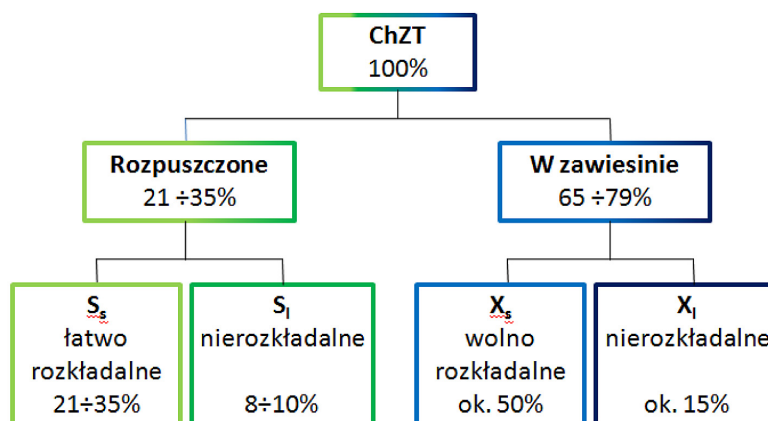 ChZT
100%
Rozpuszczone
21 ÷35%
W zawiesinie
65 ÷79%
Ss
łatwo
rozkładalne
21÷35%
SI
nierozkładalne
8÷10%
Xs
wolno
rozkładalne
ok. 50%
XI
nierozkładalne
ok. 15%